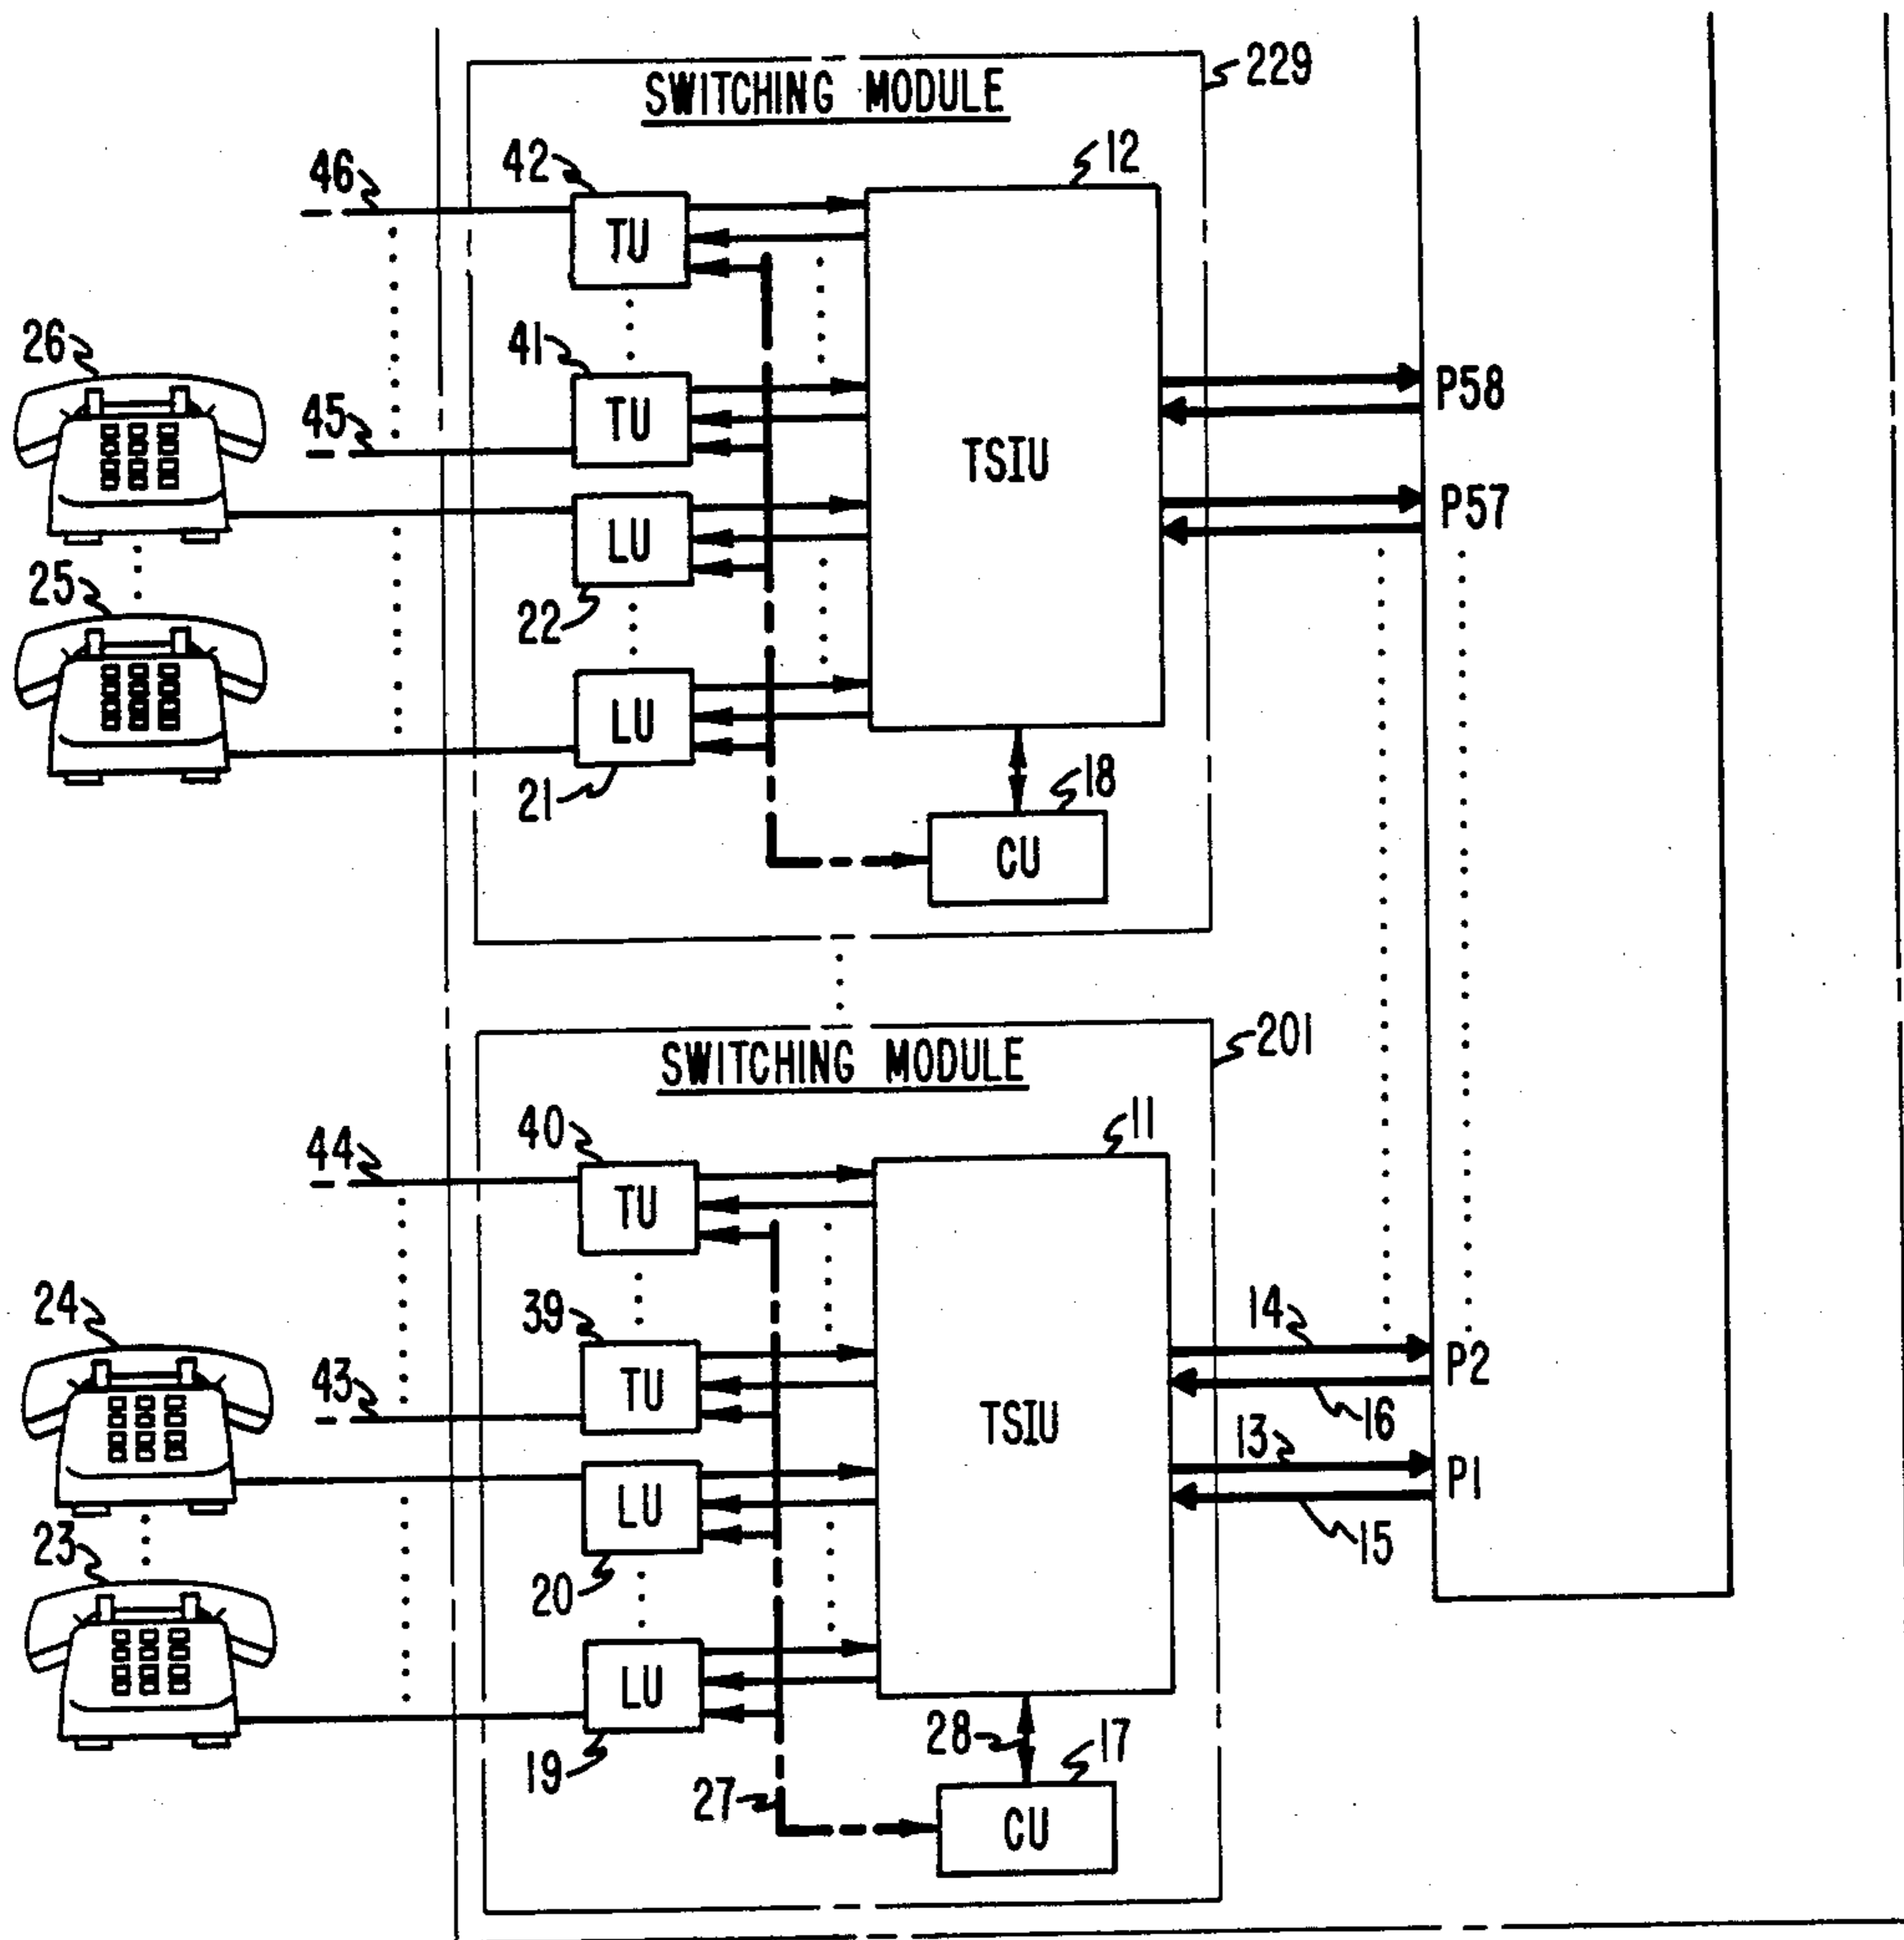 SWITCHING MODULE
229
42
12
46
TU
26
41
P58
45
TU
TSIU
P57
LU
25
22
LU
21
18
CU
SWITCHING MODULE
201
40
11
44
TU
24
39
14
43
TU
P2
TSIU
16
13
LU
P1
23
20
15
LU
28
17
19
27
CU